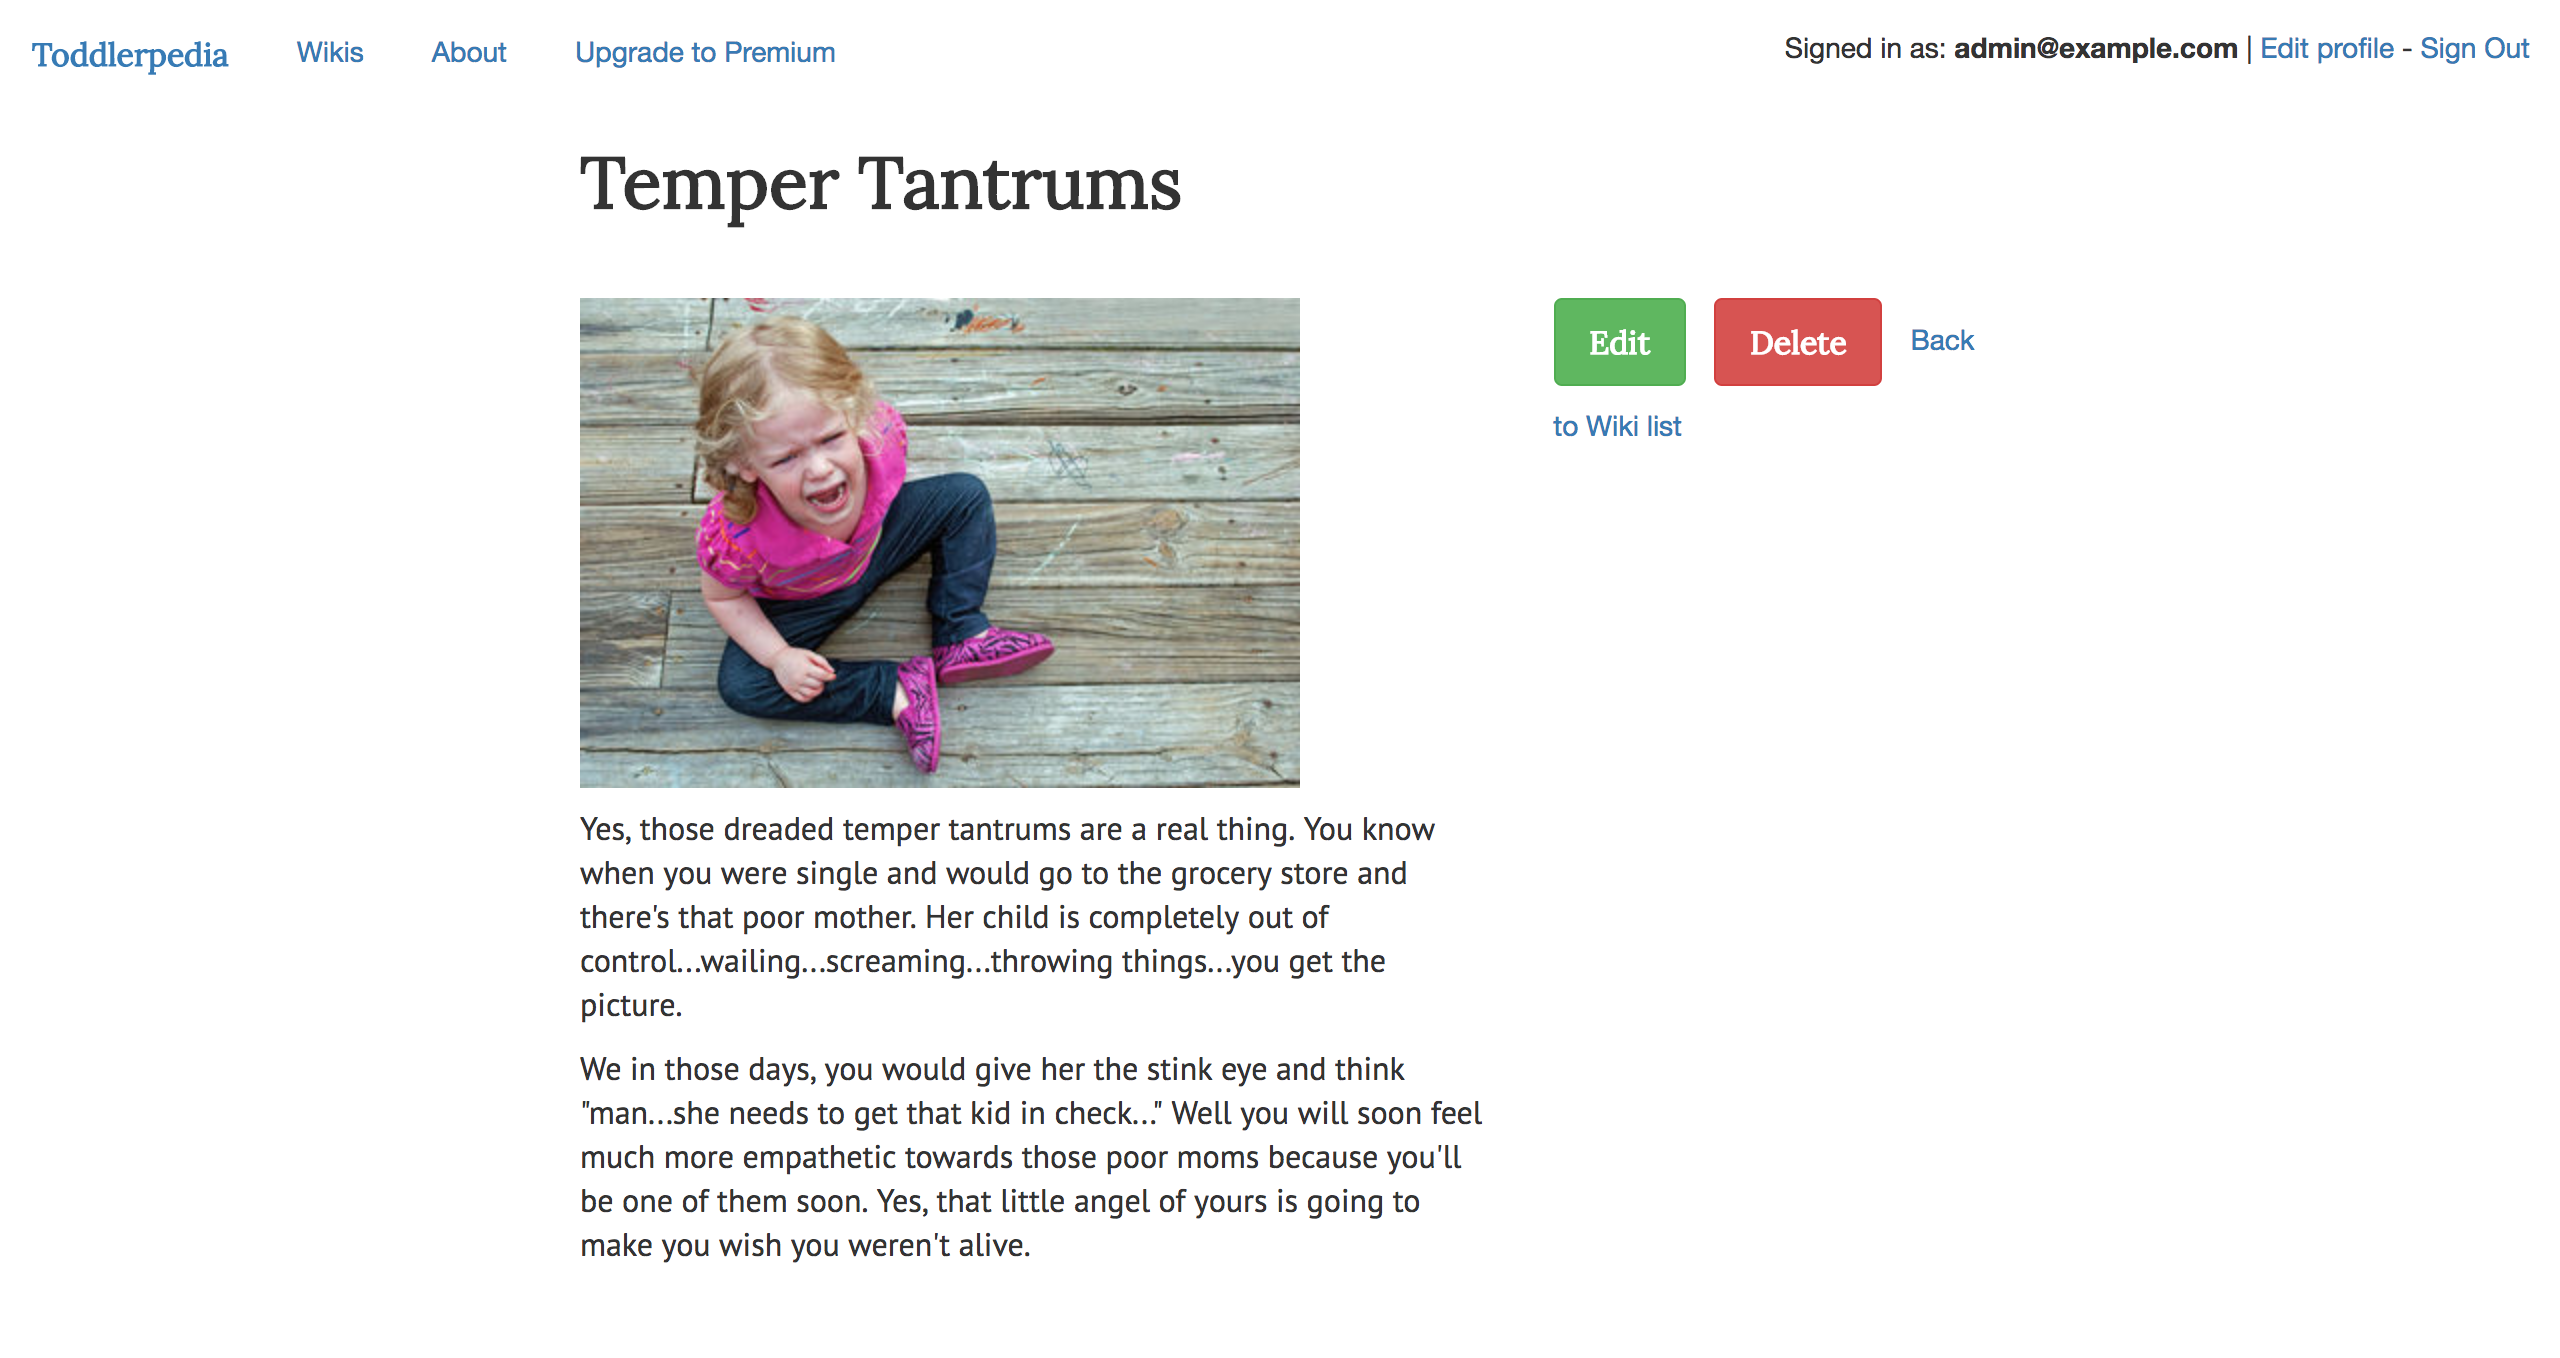 Toddlerpedia Wikis About Upgrade to Premium Signed in as: admin@example.com | Edit profile - Sign Out
Temper Tantrums
Edit Delete Back
to Wiki list
Yes, those dreaded temper tantrums are a real thing. You know
when you were single and would go to the grocery store and
there's that poor mother. Her child is completely out of
control...wailing...screaming...throwing things...you get the
picture.
We in those days, you would give her the stink eye and think
"man...she needs to get that kid in check..." Well you will soon feel
much more empathetic towards those poor moms because you'll
be one of them soon. Yes, that little angel of yours is going to
make you wish you weren't alive.